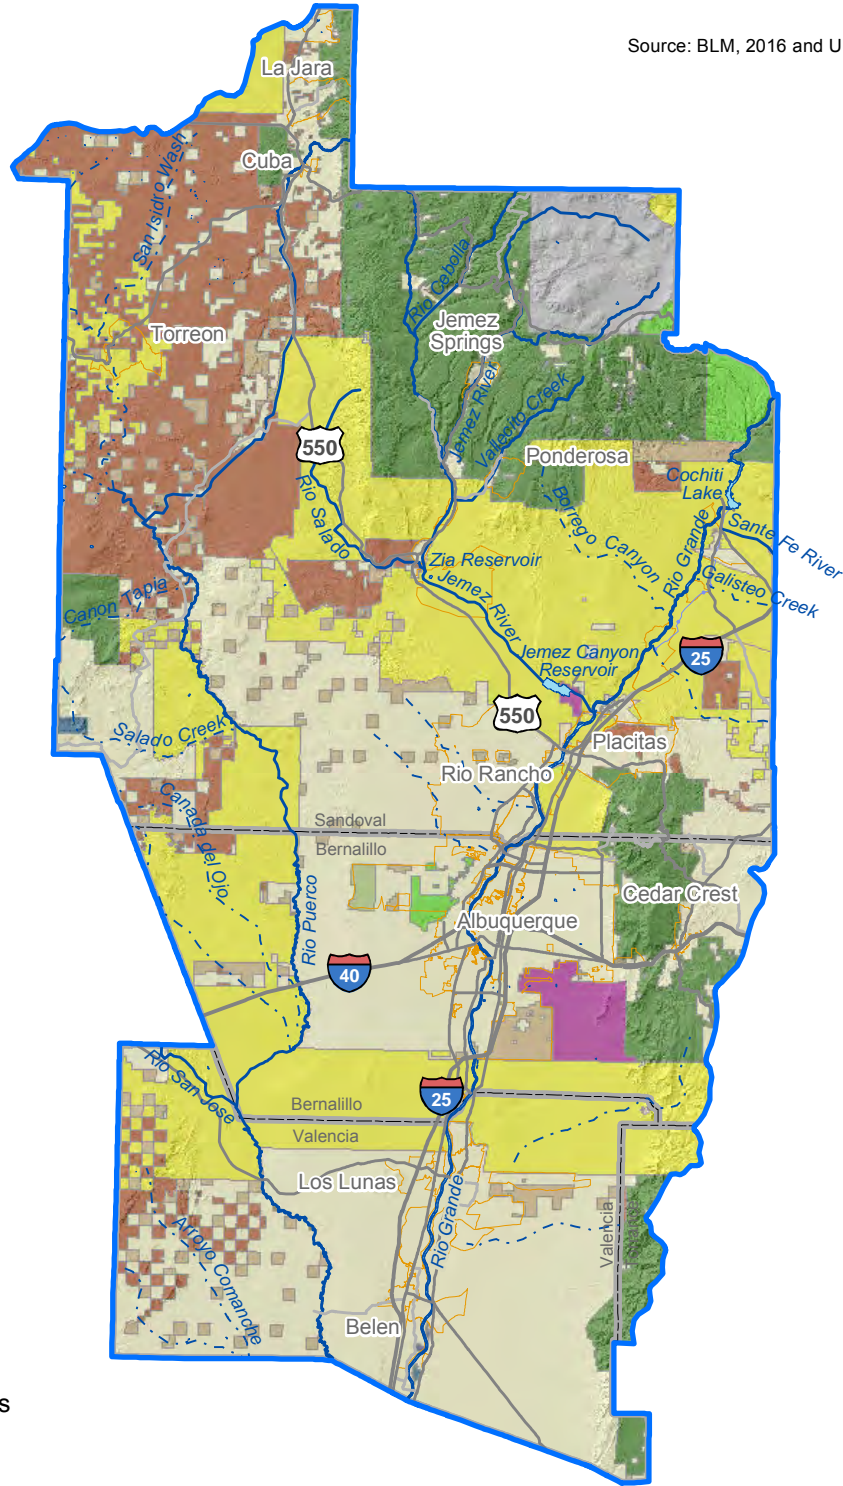 Source: BLM, 2016 and U
La Jara
San Isidro Wash
Cuba
Rio Cebolla
Torreon
Jemez
Springs
Jemez River
Vallecito Creek
550
Ponderosa
Cochiti
Lake
Rio Salado
Borrego Canyon
Rio Grande
Sante Fe River
Zia Reservoir
Jemez River
Galisteo Creek
Canon Tapia
Jemez Canyon
Reservoir
25
550
Salado Creek
Placitas
Rio Rancho
Canada del Ojo
Sandoval
Bernalillo
Rio Puerco
Cedar Crest
Albuquerque
40
Rio San Jose
25
Bernalillo
Valencia
Los Lunas
Rio Grande
Valencia
Arroyo Comanche
Belen
s